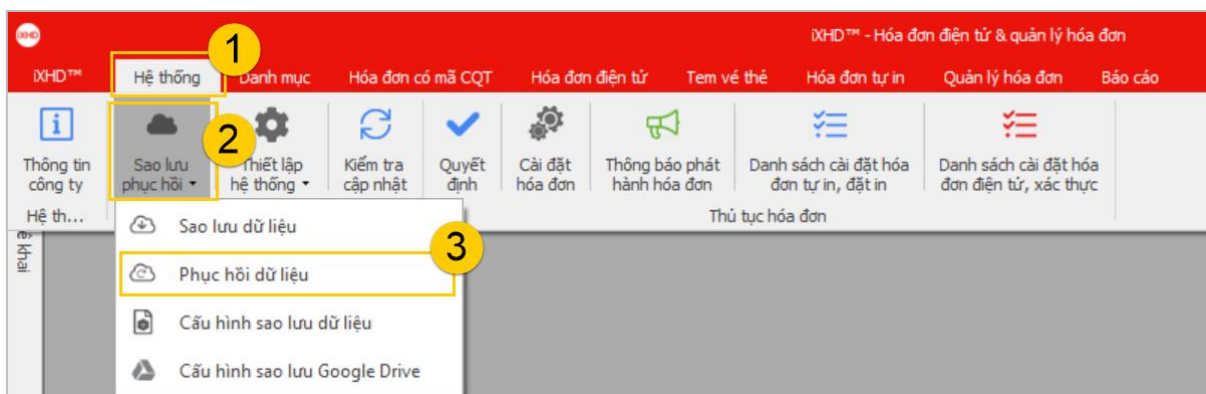 iXHD™ - Hóa đơn điện tử & quản lý hóa đơn
1
iXHD™ Hệ thống Danh mục Hóa đơn có mã CQT Hóa đơn điện tử Tem vé thẻ Hóa đơn tự in Quản lý hóa đơn Báo cáo
2
Thông tin Sao lưu Thiết lập Kiểm tra Quyết Cài đặt Thông báo phát Danh sách cài đặt hóa Danh sách cài đặt hóa
công ty phục hồi hệ thống cập nhật định hóa đơn hành hóa đơn đơn tự in, đặt in đơn điện tử, xác thực
Hệ th... Thủ tục hóa đơn
Sao lưu dữ liệu
3
Phục hồi dữ liệu
Cấu hình sao lưu dữ liệu
Cấu hình sao lưu Google Drive
khai